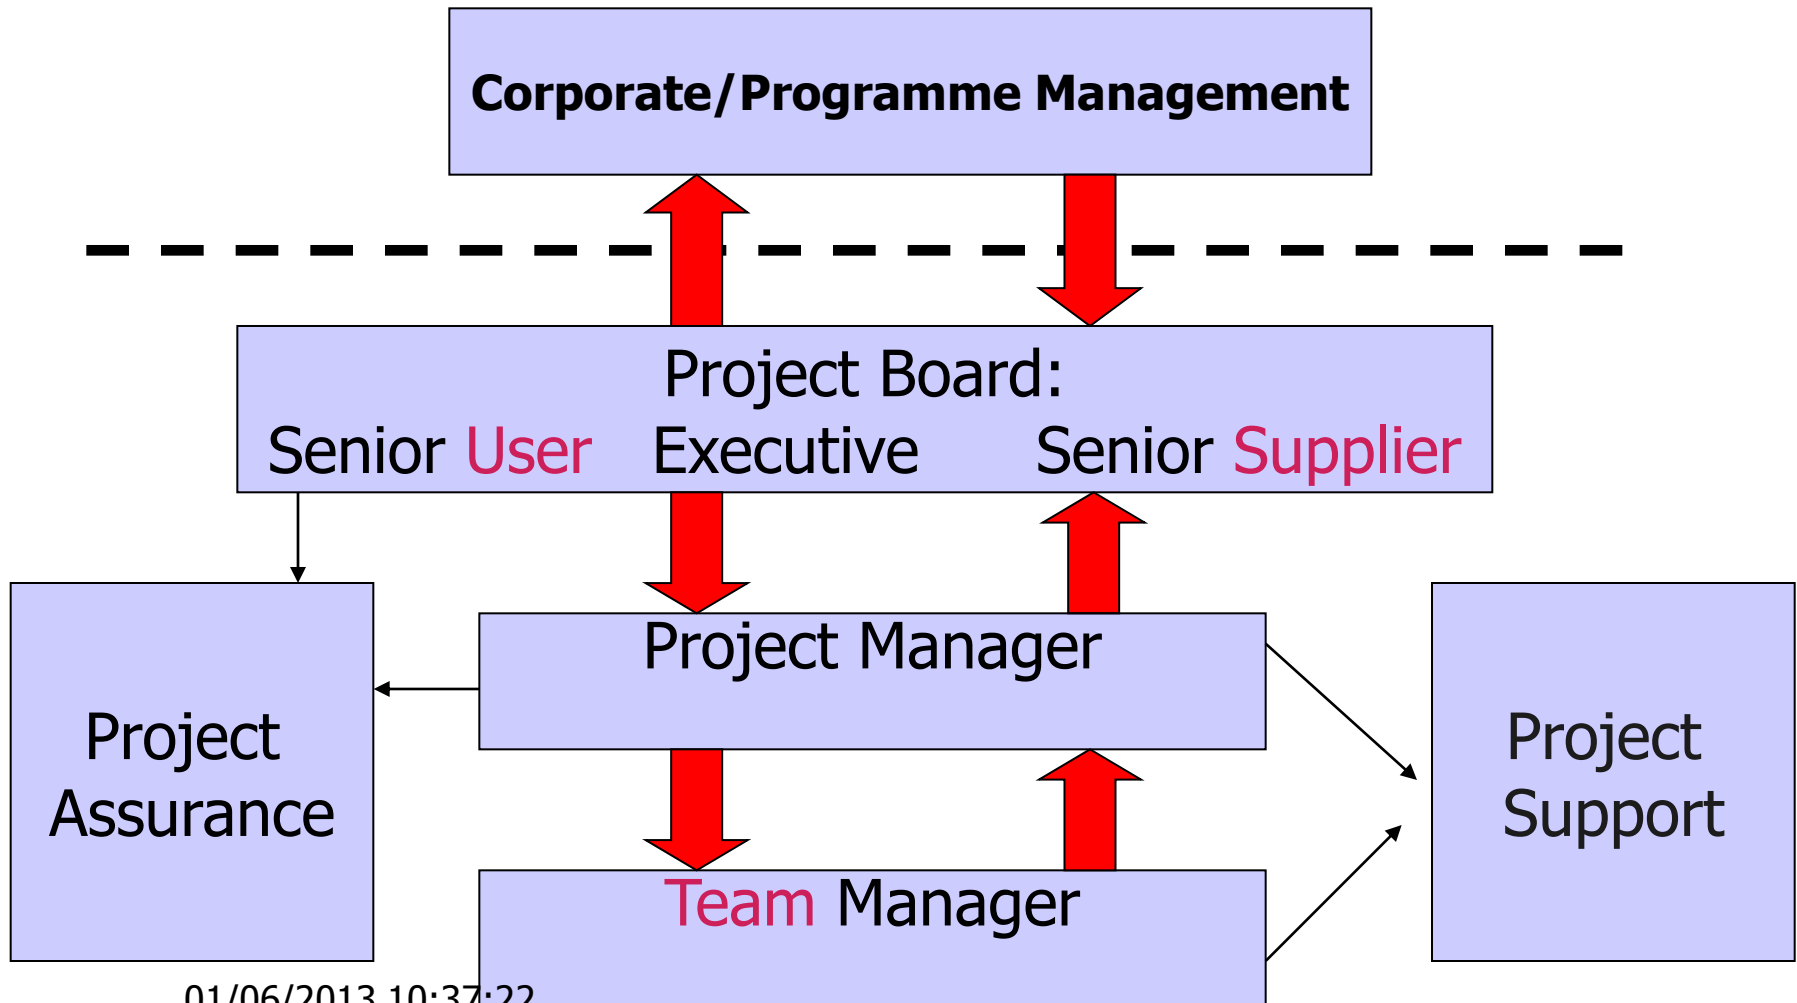 Corporate/Programme Management
Project Board:
Senior User Executive Senior Supplier
Project Manager
Project
Assurance
Project
Support
Team Manager
01/06/2013 10:37:22